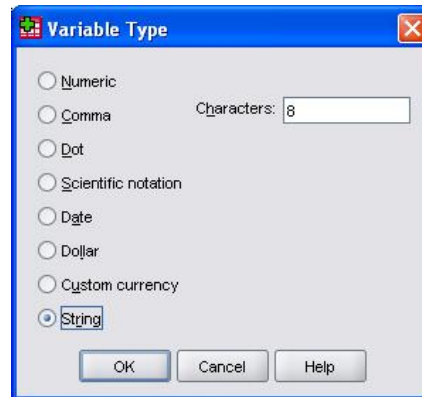 Variable Type
Numeric
Comma
Characters: 8
Dot
Scientific notation
Date
Dollar
Custom currency
String
OK Cancel Help